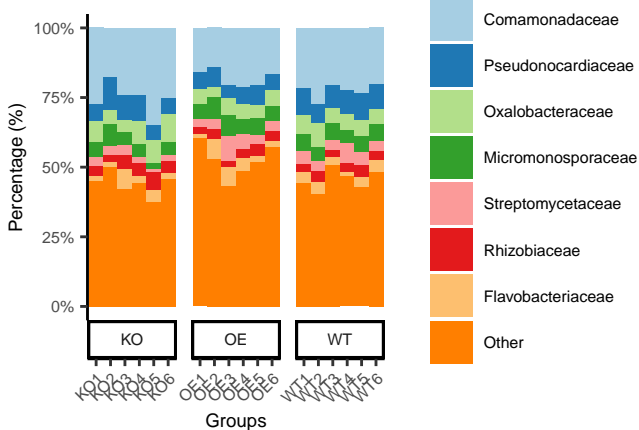 100%
75%
50%
25%
0%
Percentage (%)
KO
OE
WT
KO1
KO2
KO3
KO4
KO5
KO6
OE1
OE2
OE3
OE4
OE5
OE6
WT1
WT2
WT3
WT4
WT5
WT6
Groups
Comamonadaceae
Pseudonocardiaceae
Oxalobacteraceae
Micromonosporaceae
Streptomycetaceae
Rhizobiaceae
Flavobacteriaceae
Other